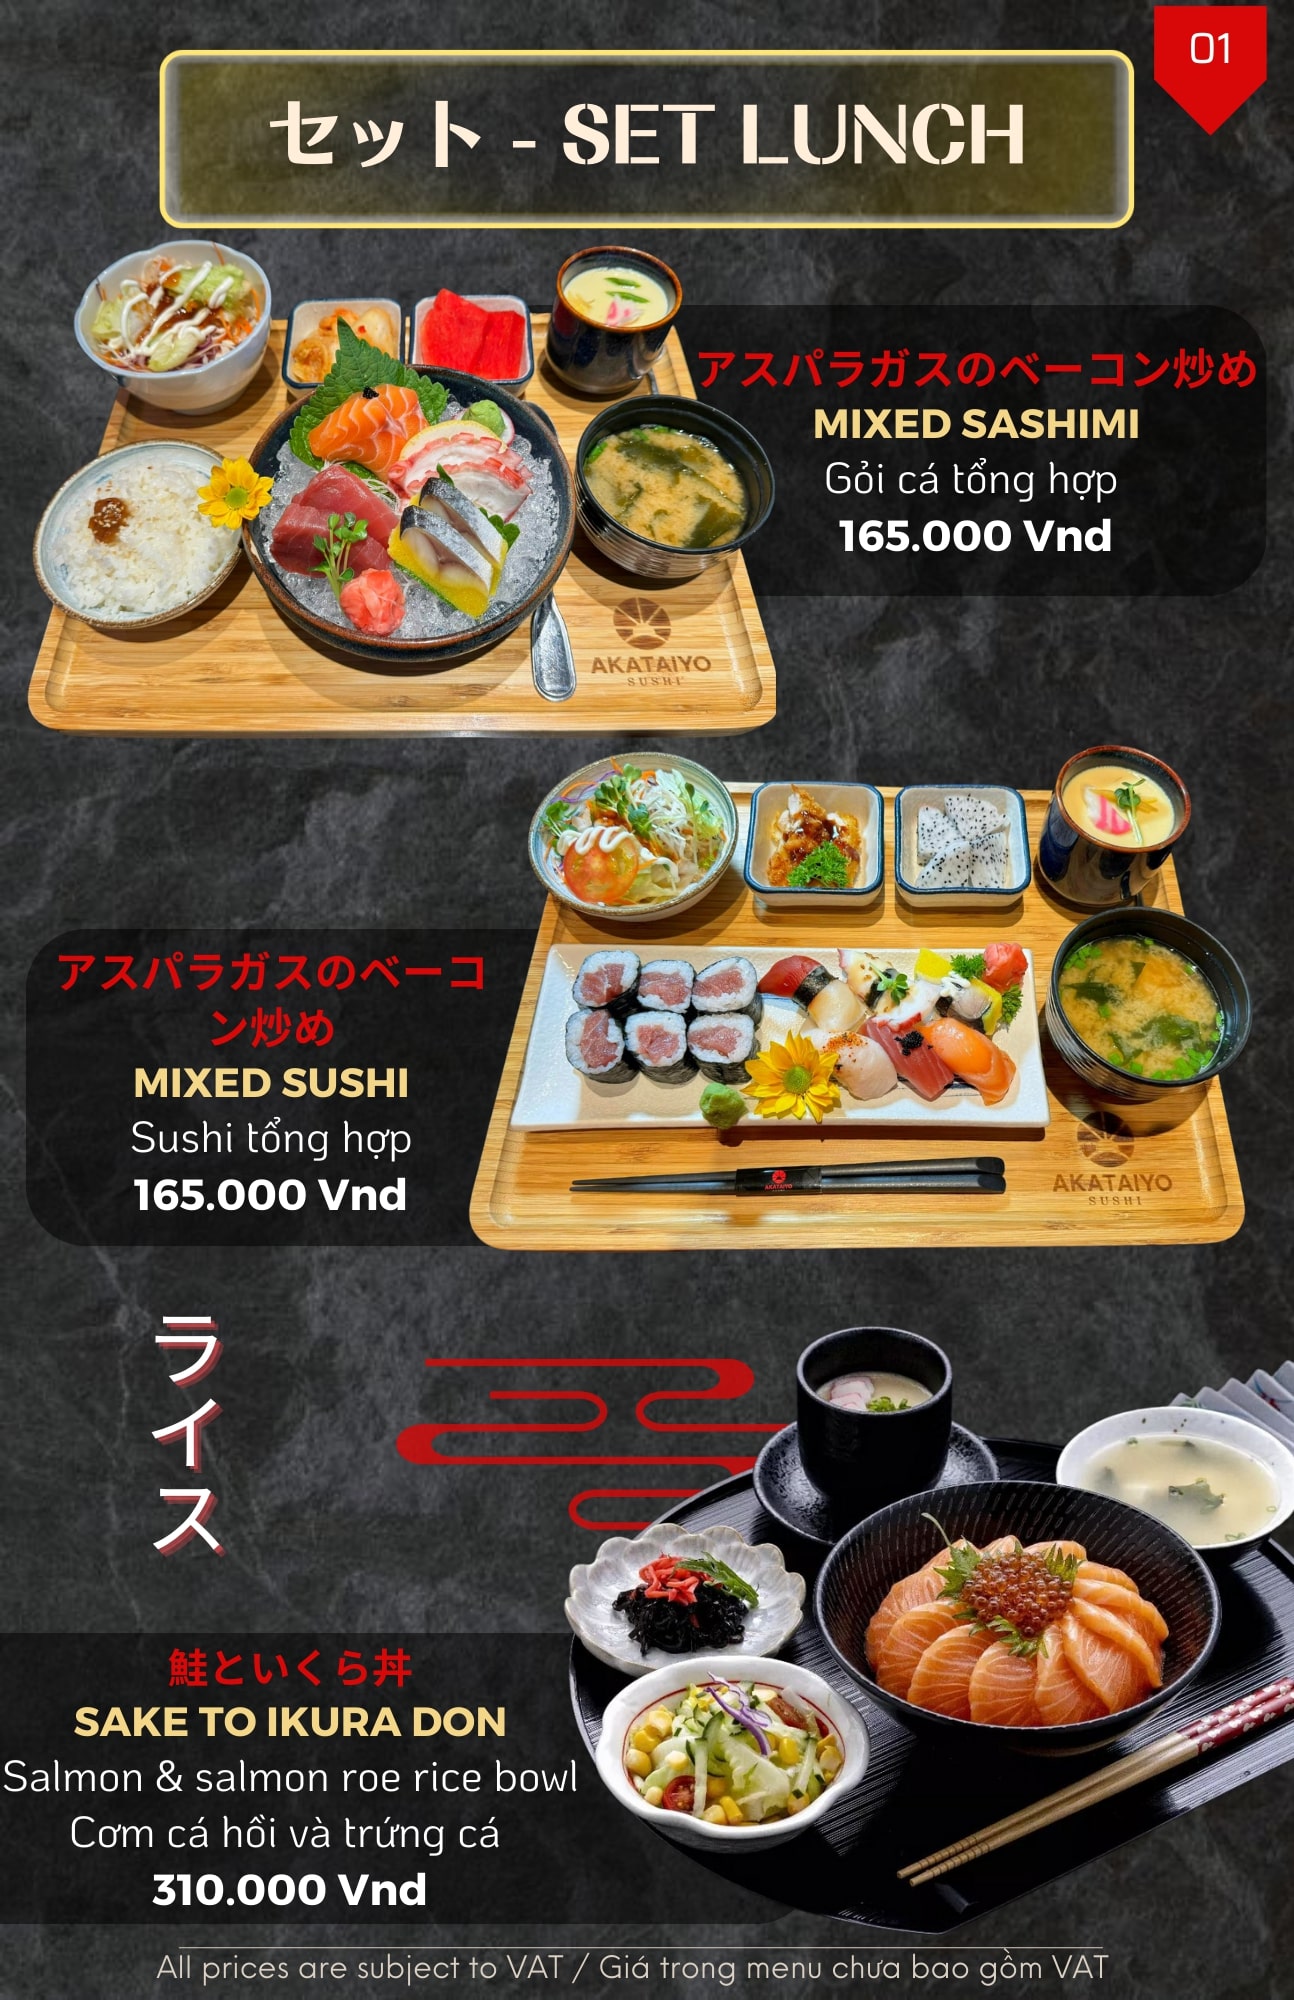 01
セット - SET LUNCH
アスパラガスのベーコン炒め
MIXED SASHIMI
Gỏi cá tổng hợp
165.000 Vnd
AKATAIYO
SUSHI
アスパラガスのベーコ
ン炒め
MIXED SUSHI
Sushi tổng hợp
165.000 Vnd
AKATAIYO
AKATAIYO
SUSHI
ライス
鮭といくら丼
SAKE TO IKURA DON
Salmon & salmon roe rice bowl
Cơm cá hồi và trứng cá
310.000 Vnd
All prices are subject to VAT / Giá trong menu chưa bao gồm VAT